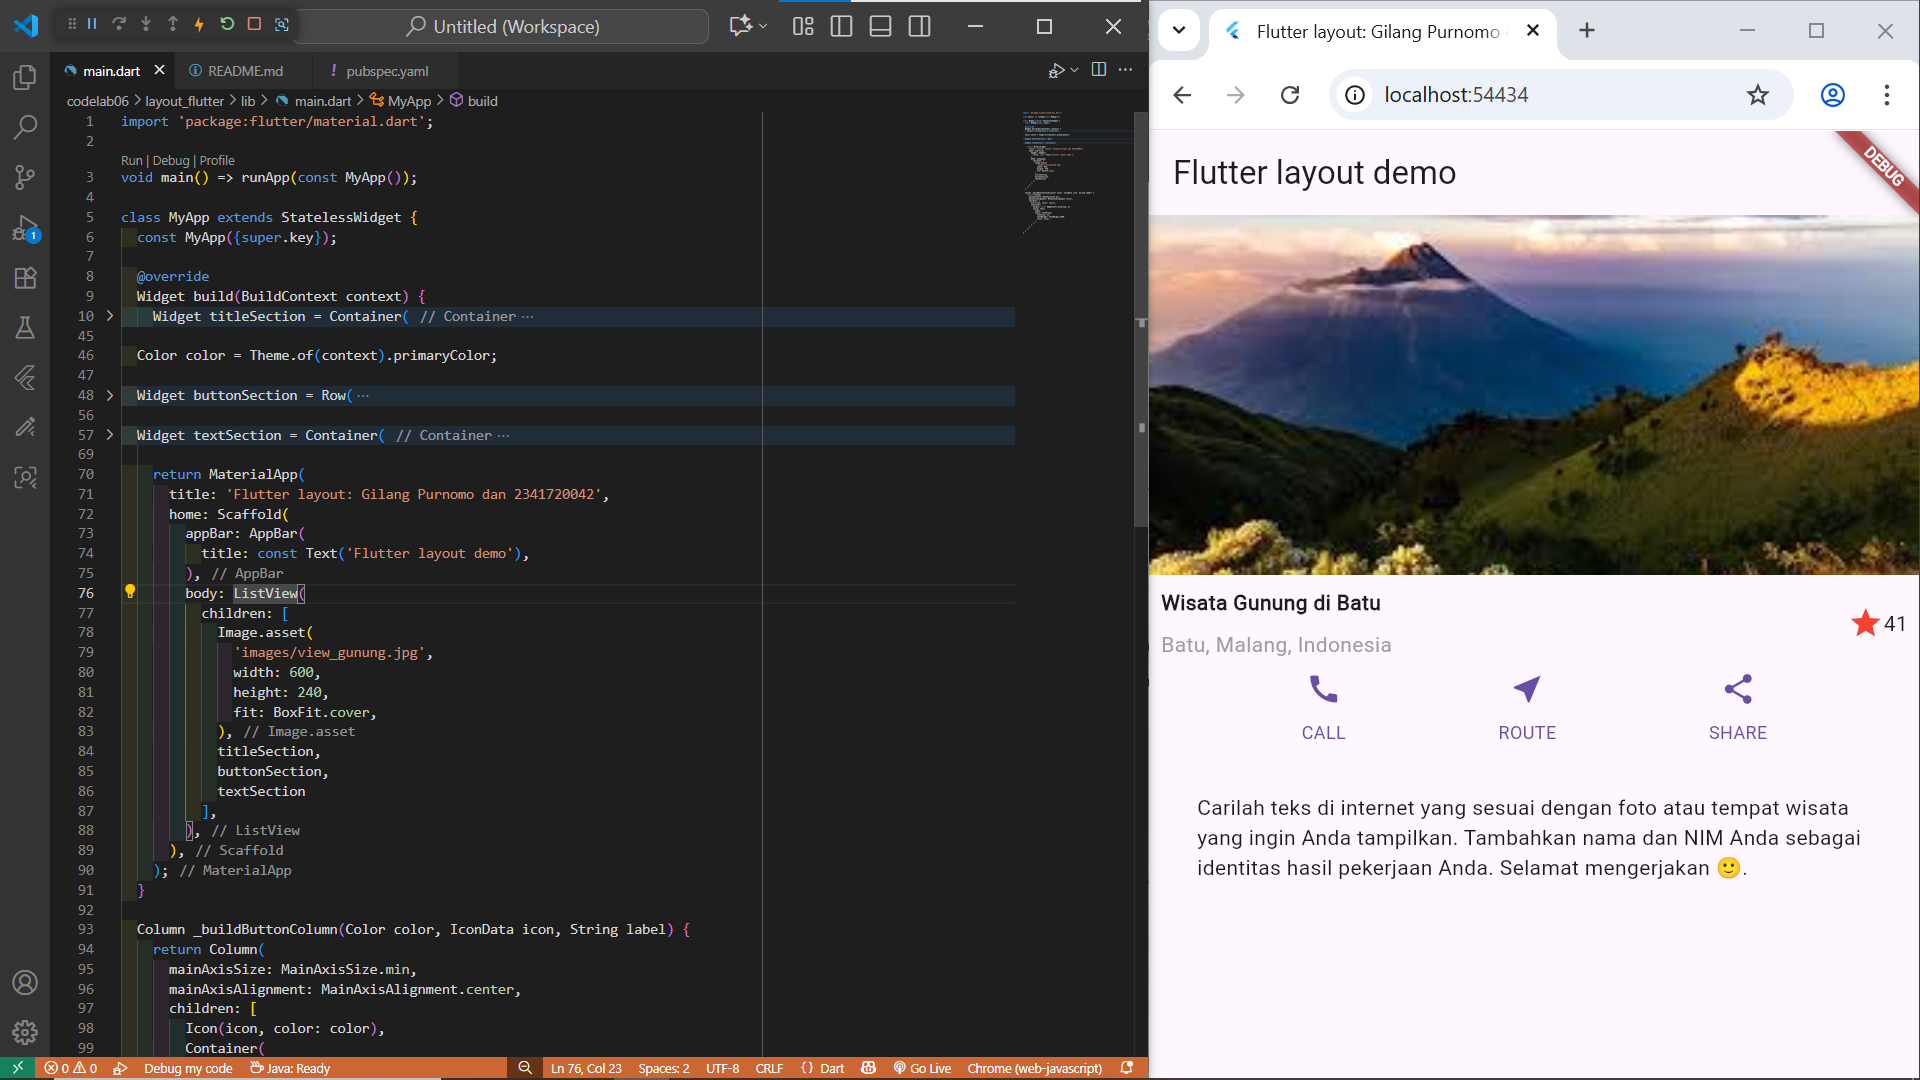 Untitled (Workspace)
main.dart
README.md
pubspec.yaml
codelab06 > layout_flutter > lib > main.dart > MyApp > build
1 import 'package:flutter/material.dart';
2
Run | Debug | Profile
3 void main() => runApp(const MyApp());
4
5 class MyApp extends StatelessWidget {
6 const MyApp({super.key});
7
8 @override
9 Widget build(BuildContext context) {
10 Widget titleSection = Container( // Container ···
45
46 Color color = Theme.of(context).primaryColor;
47
48 Widget buttonSection = Row( ···
56
57 Widget textSection = Container( // Container ···
69
70 return MaterialApp(
71 title: 'Flutter layout: Gilang Purnomo dan 2341720042',
72 home: Scaffold(
73 appBar: AppBar(
74 title: const Text('Flutter layout demo'),
75 ), // AppBar
76 body: ListView(
77 children: [
78 Image.asset(
79 'images/view_gunung.jpg',
80 width: 600,
81 height: 240,
82 fit: BoxFit.cover,
83 ), // Image.asset
84 titleSection,
85 buttonSection,
86 textSection
87 ],
88 ), // ListView
89 ), // Scaffold
90 ); // MaterialApp
91 }
92
93 Column _buildButtonColumn(Color color, IconData icon, String label) {
94 return Column(
95 mainAxisSize: MainAxisSize.min,
96 mainAxisAlignment: MainAxisAlignment.center,
97 children: [
98 Icon(icon, color: color),
99 Container(
1
0 0 Debug my code Java: Ready Ln 76, Col 23 Spaces: 2 UTF-8 CRLF {} Dart Go Live Chrome (web-javascript)
Flutter layout: Gilang Purnomo
localhost:54434
Flutter layout demo
DEBUG
Wisata Gunung di Batu
Batu, Malang, Indonesia
41
CALL ROUTE SHARE
Carilah teks di internet yang sesuai dengan foto atau tempat wisata
yang ingin Anda tampilkan. Tambahkan nama dan NIM Anda sebagai
identitas hasil pekerjaan Anda. Selamat mengerjakan 🙂.